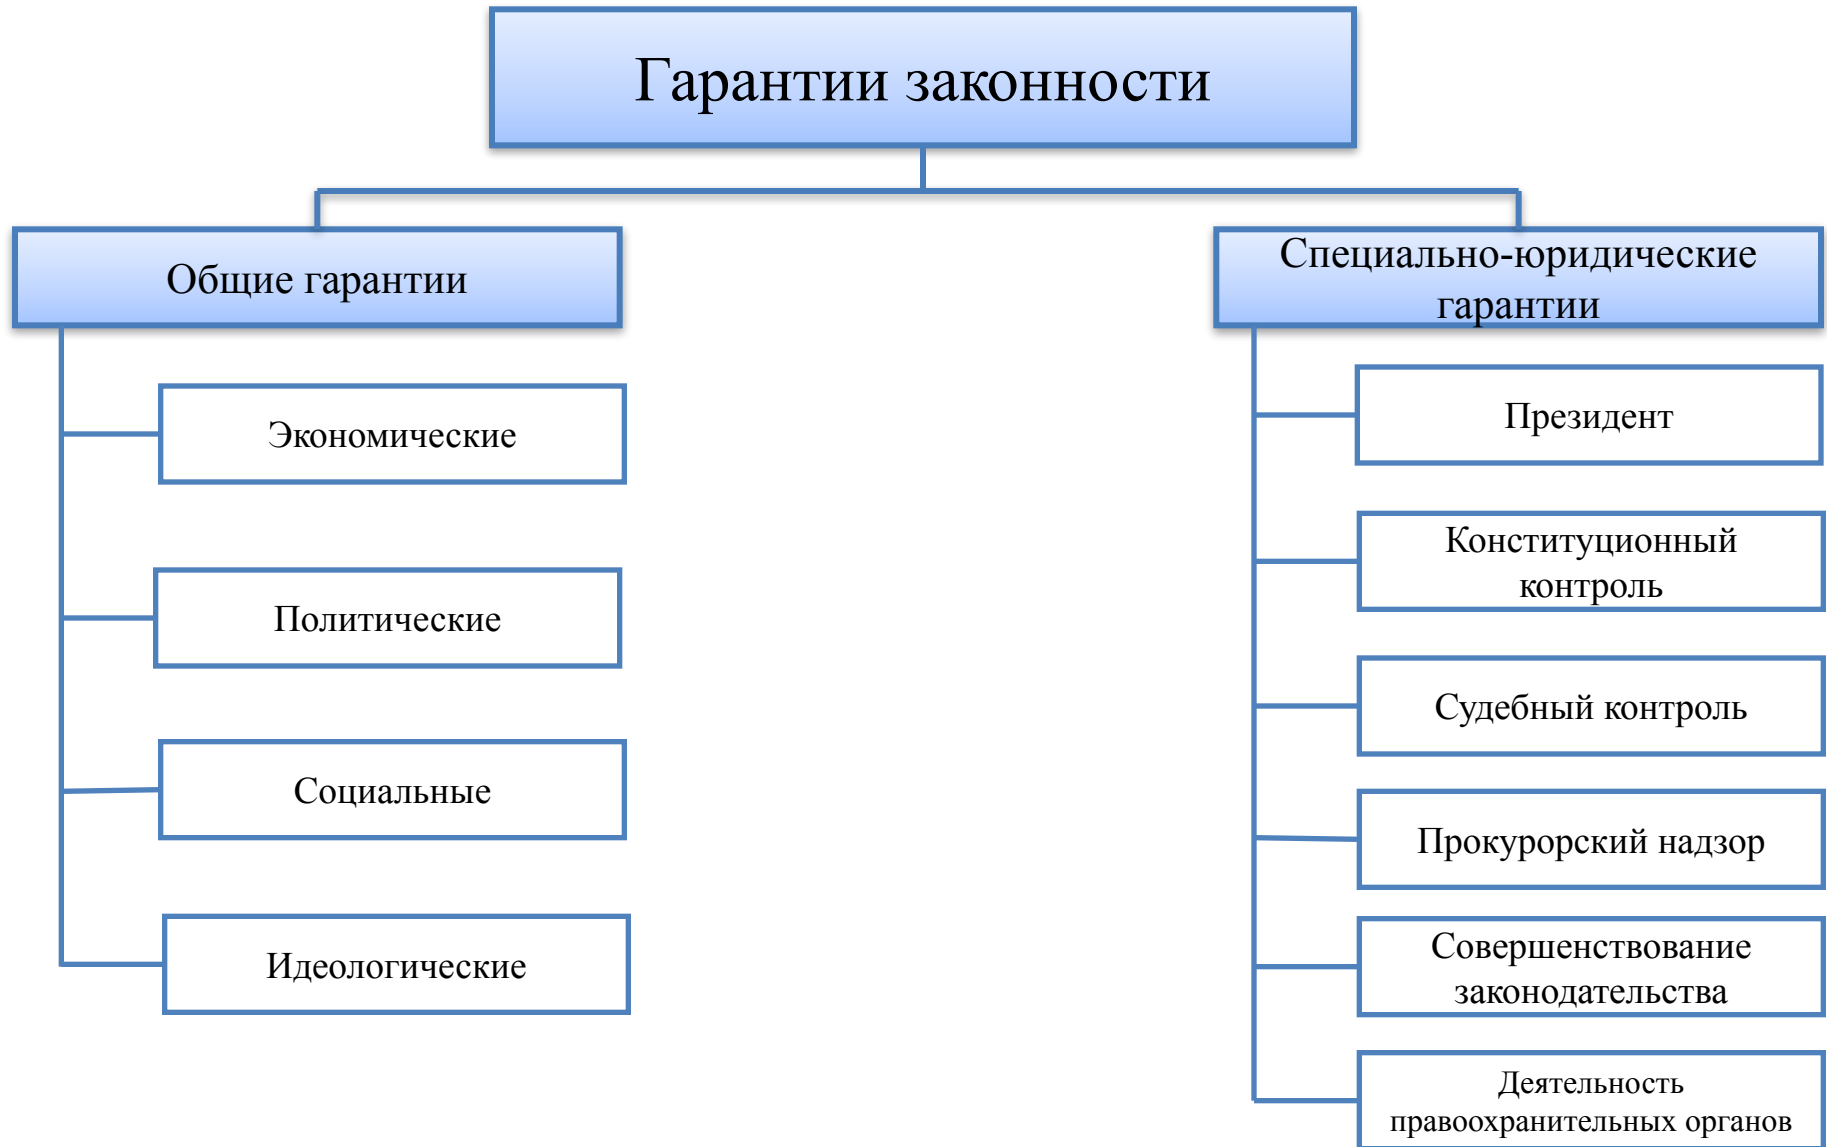 Гарантии законности
Общие гарантии
Экономические
Политические
Социальные
Идеологические
Специально-юридические
гарантии
Президент
Конституционный
контроль
Судебный контроль
Прокурорский надзор
Совершенствование
законодательства
Деятельность
правоохранительных органов